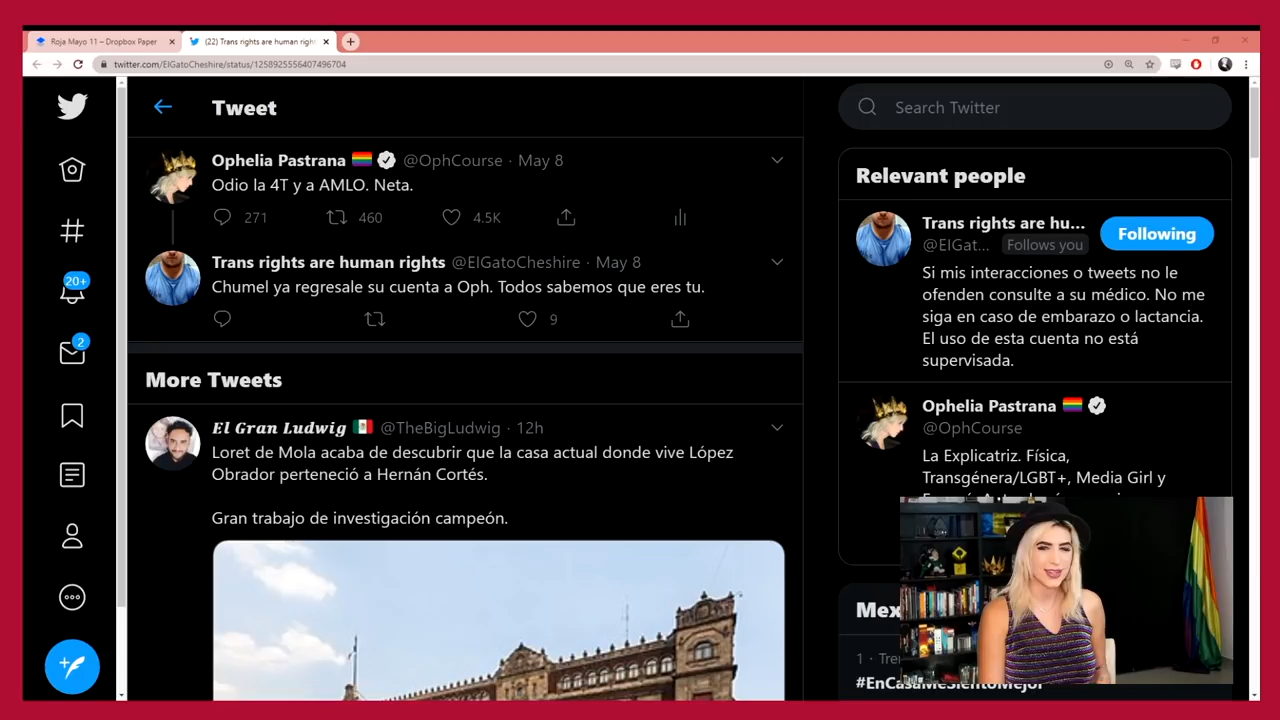 Roja Mayo 11 – Dropbox Paper
(22) Trans rights are human righ
twitter.com/ElGatoCheshire/status/1258925556407496704
Tweet
Search Twitter
Ophelia Pastrana @OphCourse · May 8
Odio la 4T y a AMLO. Neta.
271 460 4.5K
Trans rights are human rights @ElGatoCheshire · May 8
Chumel ya regresale su cuenta a Oph. Todos sabemos que eres tu.
9
20+
2
More Tweets
El Gran Ludwig @TheBigLudwig · 12h
Loret de Mola acaba de descubrir que la casa actual donde vive López
Obrador perteneció a Hernán Cortés.
Gran trabajo de investigación campeón.
Relevant people
Trans rights are hu...
@ElGat... Follows you
Following
Si mis interacciones o tweets no le
ofenden consulte a su médico. No me
siga en caso de embarazo o lactancia.
El uso de esta cuenta no está
supervisada.
Ophelia Pastrana
@OphCourse
La Explicatriz. Física,
Transgénera/LGBT+, Media Girl y
Mex
1 · Tre
#EnCasaMeSientoMejor